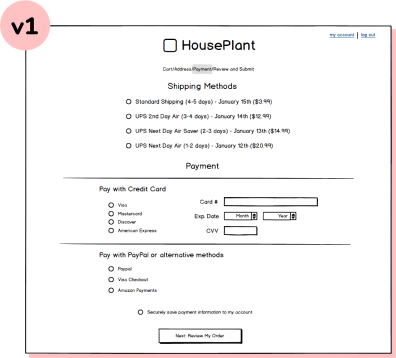 v1
my account | log out
HousePlant
Cart/Address/Payment/Review and Submit
Shipping Methods
Standard Shipping (4-5 days) - January 15th ($3.99)
UPS 2nd Day Air (3-4 days) - January 14th ($12.99)
UPS Next Day Air Saver (2-3 days) - January 13th ($14.99)
UPS Next Day Air (1-2 days) - January 12th ($20.99)
Payment
Pay with Credit Card
Card #
Visa
Mastercard
Exp. Date Month Year
Discover
American Express
CVV
Pay with PayPal or alternative methods
Paypal
Visa Checkout
Amazon Payments
Securely save payment information to my account
Next: Review My Order